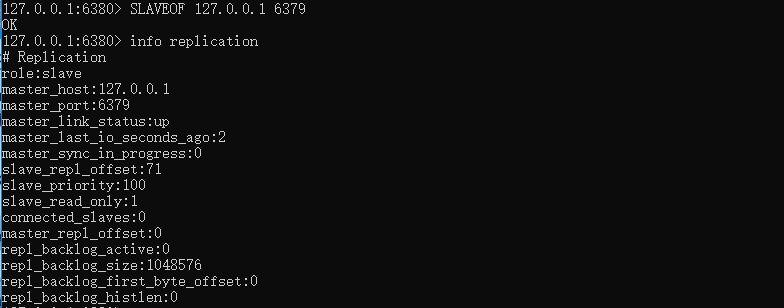 127.0.0.1:6380> SLAVEOF 127.0.0.1 6379
OK
127.0.0.1:6380> info replication
# Replication
role:slave
master_host:127.0.0.1
master_port:6379
master_link_status:up
master_last_io_seconds_ago:2
master_sync_in_progress:0
slave_repl_offset:71
slave_priority:100
slave_read_only:1
connected_slaves:0
master_repl_offset:0
repl_backlog_active:0
repl_backlog_size:1048576
repl_backlog_first_byte_offset:0
repl_backlog_histlen:0